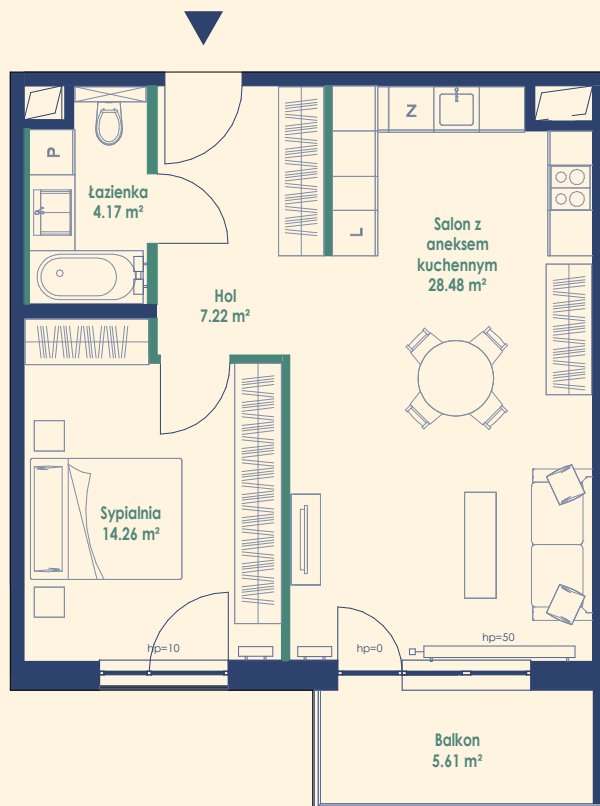 Z
P
Łazienka
4.17 m²
L
Salon z
aneksem
kuchennym
28.48 m²
Hol
7.22 m²
Sypialnia
14.26 m²
hp=10
hp=0
hp=50
Balkon
5.61 m²